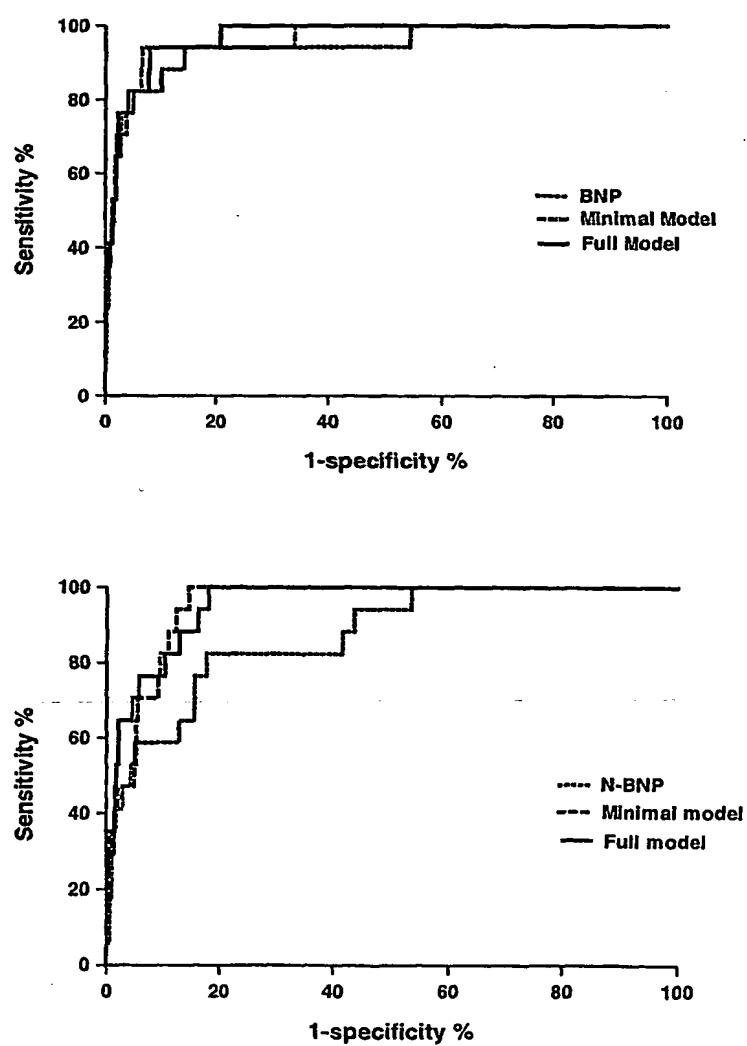 100
80
60
40
20
0
Sensitivity %
BNP
Minimal Model
Full Model
0 20 40 60 80 100
1-specificity %
100
80
60
40
20
0
Sensitivity %
N-BNP
Minimal model
Full model
0 20 40 60 80 100
1-specificity %